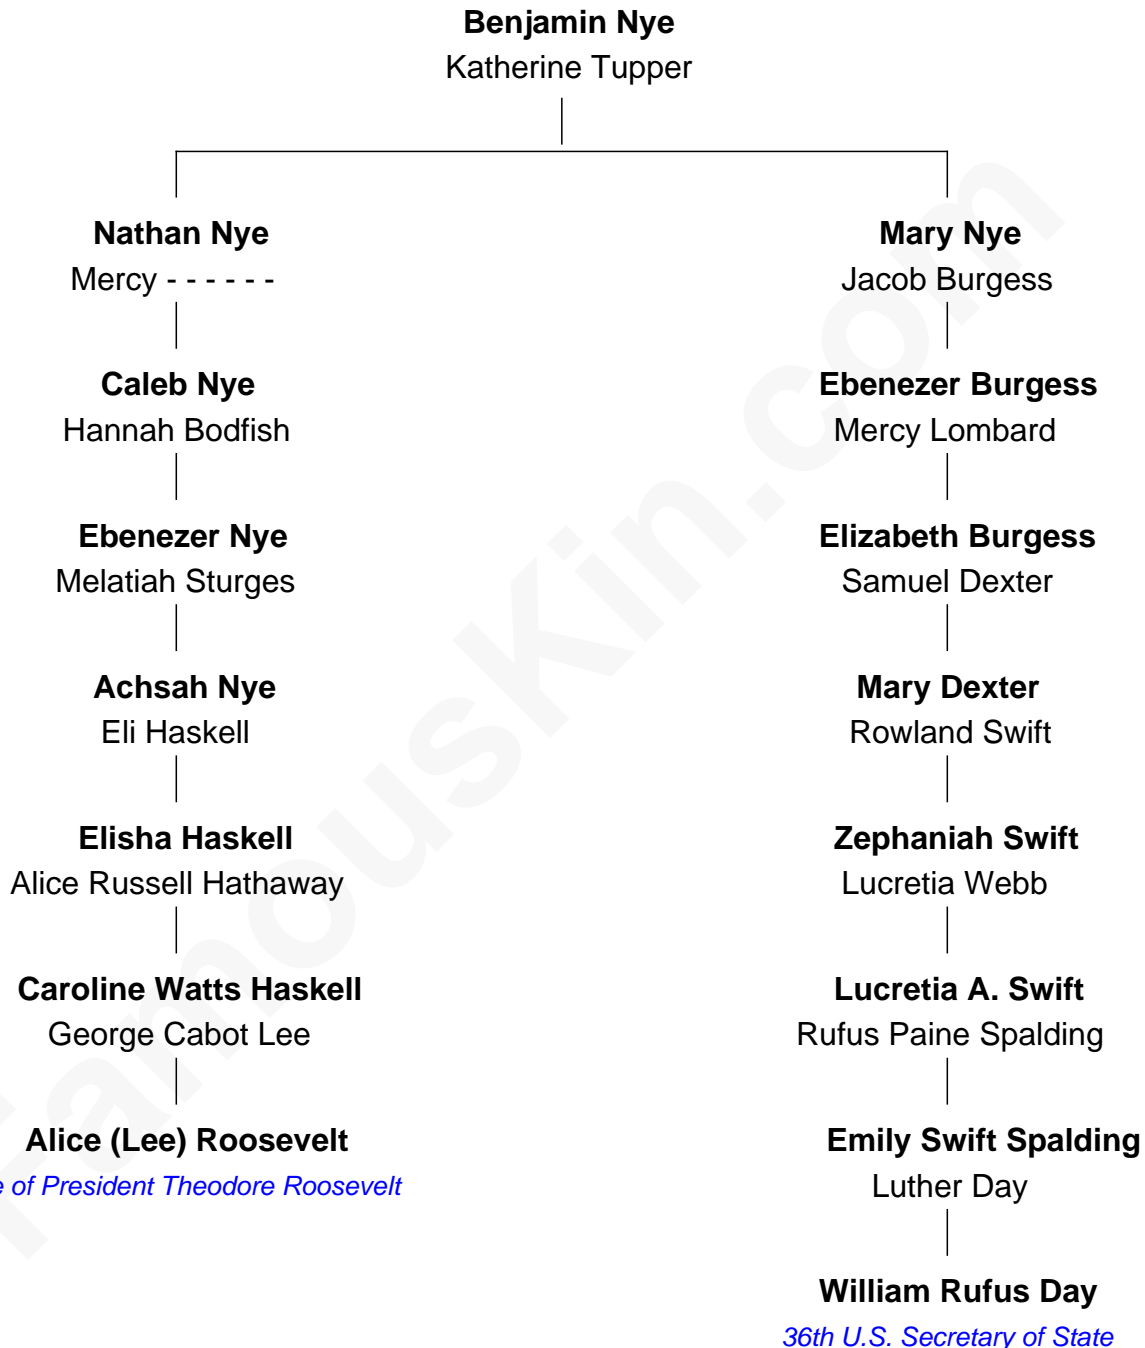 Benjamin Nye
Katherine Tupper
Nathan Nye
Mercy - - - - - -
Mary Nye
Jacob Burgess
Caleb Nye
Hannah Bodfish
Ebenezer Burgess
Mercy Lombard
Ebenezer Nye
Melatiah Sturges
Elizabeth Burgess
Samuel Dexter
Achsah Nye
Eli Haskell
Mary Dexter
Rowland Swift
Elisha Haskell
Alice Russell Hathaway
Zephaniah Swift
Lucretia Webb
Caroline Watts Haskell
George Cabot Lee
Lucretia A. Swift
Rufus Paine Spalding
Alice (Lee) Roosevelt
of President Theodore Roosevelt
Emily Swift Spalding
Luther Day
William Rufus Day
36th U.S. Secretary of State
FamousKin.com